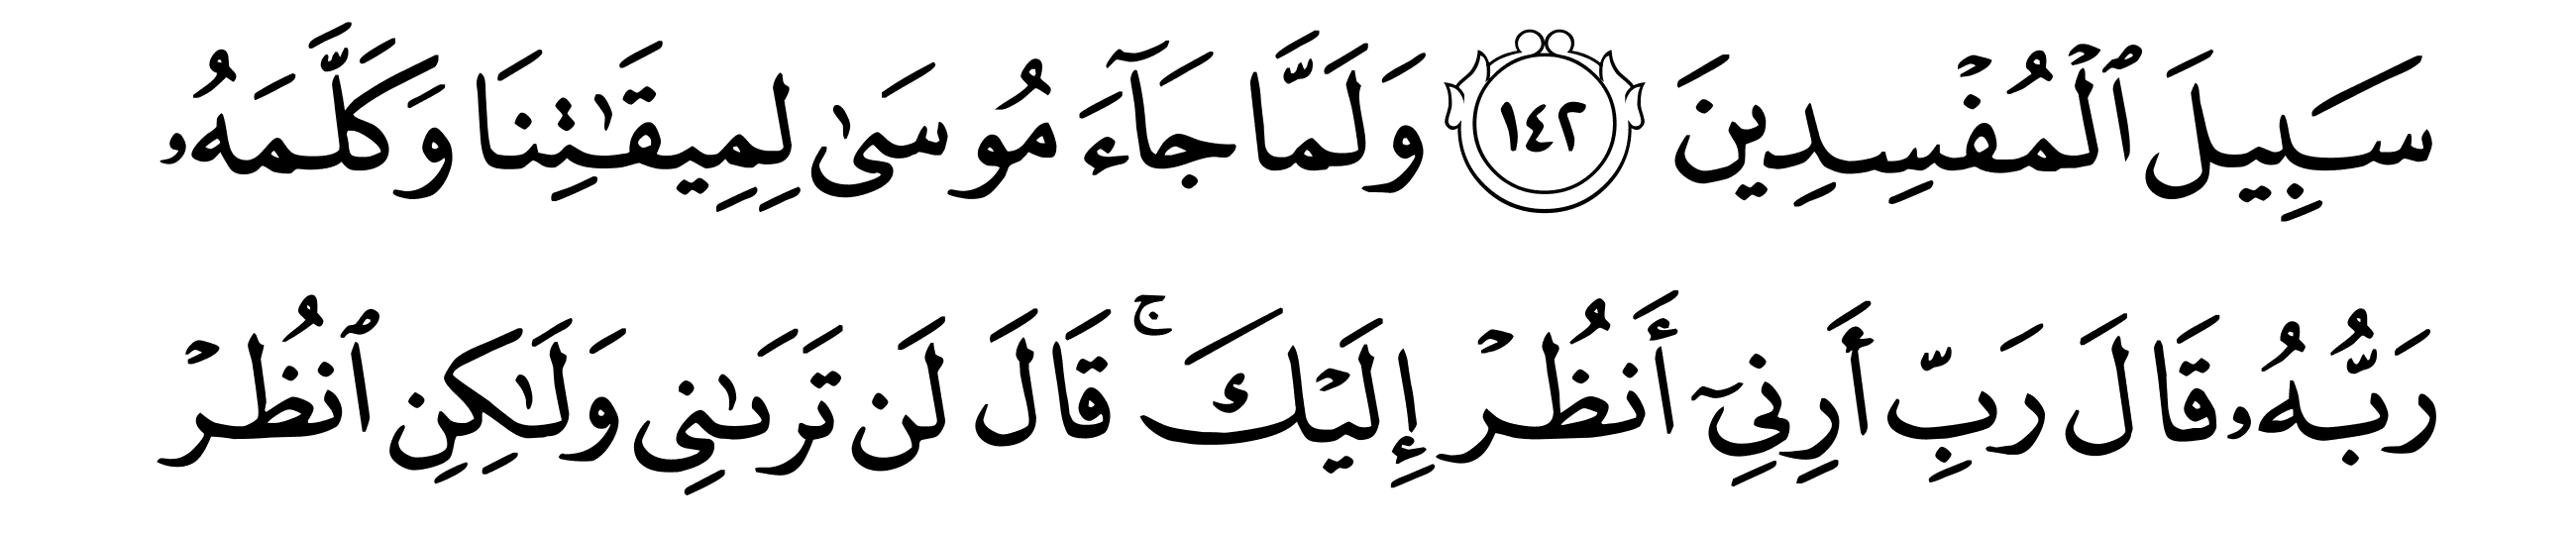 سَبِيلَ ٱلۡمُفۡسِدِينَ ١٤٢ وَلَمَّا جَآءَ مُوسَىٰ لِمِيقَٰتِنَا وَكَلَّمَهُۥ
رَبُّهُۥ قَالَ رَبِّ أَرِنِيٓ أَنظُرۡ إِلَيۡكَۚ قَالَ لَن تَرَىٰنِي وَلَٰكِنِ ٱنظُرۡ